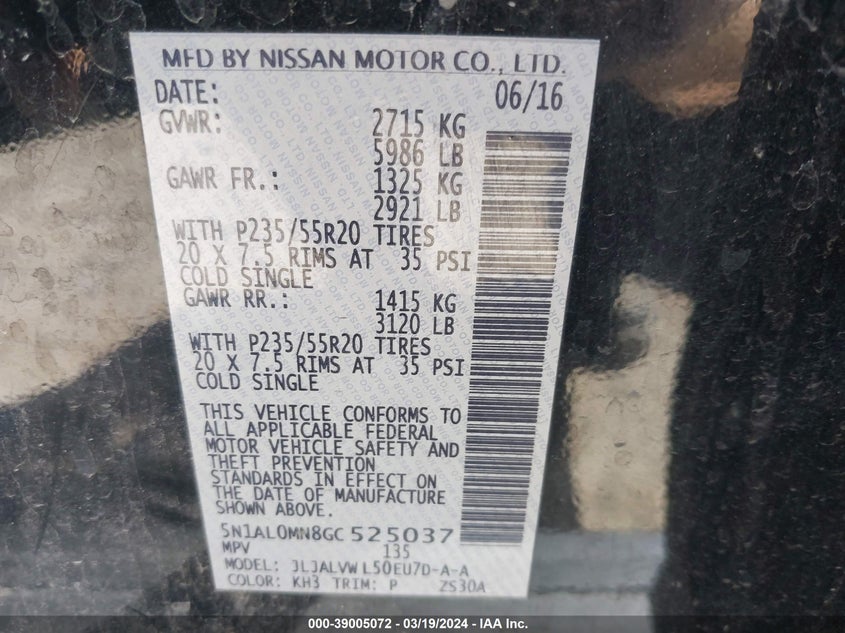 MFD BY NISSAN MOTOR CO., LTD.
DATE: 06/16
GVWR: 2715 KG
5986 LB
GAWR FR.: 1325 KG
2921 LB
WITH P235/55R20 TIRES
20 X 7.5 RIMS AT 35 PSI
COLD SINGLE
GAWR RR.: 1415 KG
3120 LB
WITH P235/55R20 TIRES
20 X 7.5 RIMS AT 35 PSI
COLD SINGLE
THIS VEHICLE CONFORMS TO
ALL APPLICABLE FEDERAL
MOTOR VEHICLE SAFETY AND
THEFT PREVENTION
STANDARDS IN EFFECT ON
THE DATE OF MANUFACTURE
SHOWN ABOVE.
5N1AL0MN8GC 525037
MPV 135
MODEL: JLJALVW L50EU7D-A-A
COLOR: KH3 TRIM: P ZS30A
000-39005072 - 03/19/2024 - IAA Inc.